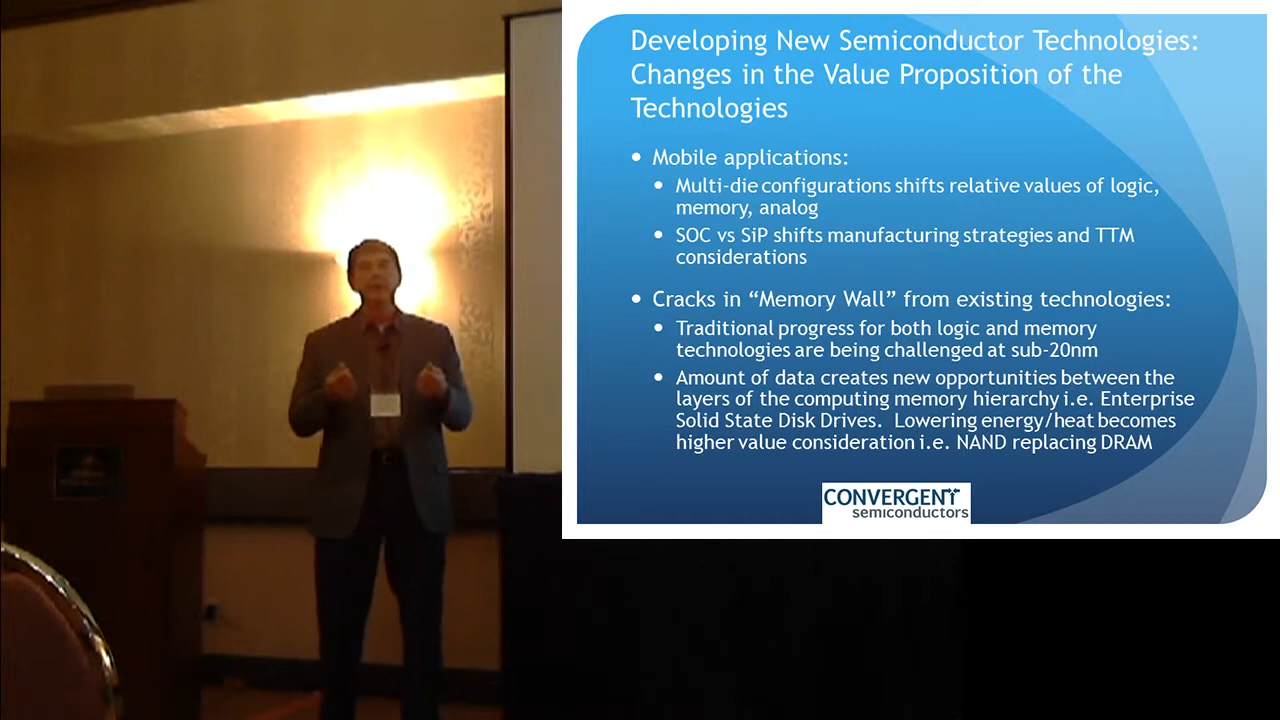 Developing New Semiconductor Technologies:
Changes in the Value Proposition of the
Technologies
• Mobile applications:
• Multi-die configurations shifts relative values of logic,
memory, analog
• SOC vs SiP shifts manufacturing strategies and TTM
considerations
• Cracks in “Memory Wall” from existing technologies:
• Traditional progress for both logic and memory
technologies are being challenged at sub-20nm
• Amount of data creates new opportunities between the
layers of the computing memory hierarchy i.e. Enterprise
Solid State Disk Drives. Lowering energy/heat becomes
higher value consideration i.e. NAND replacing DRAM
CONVERGENT
semiconductors